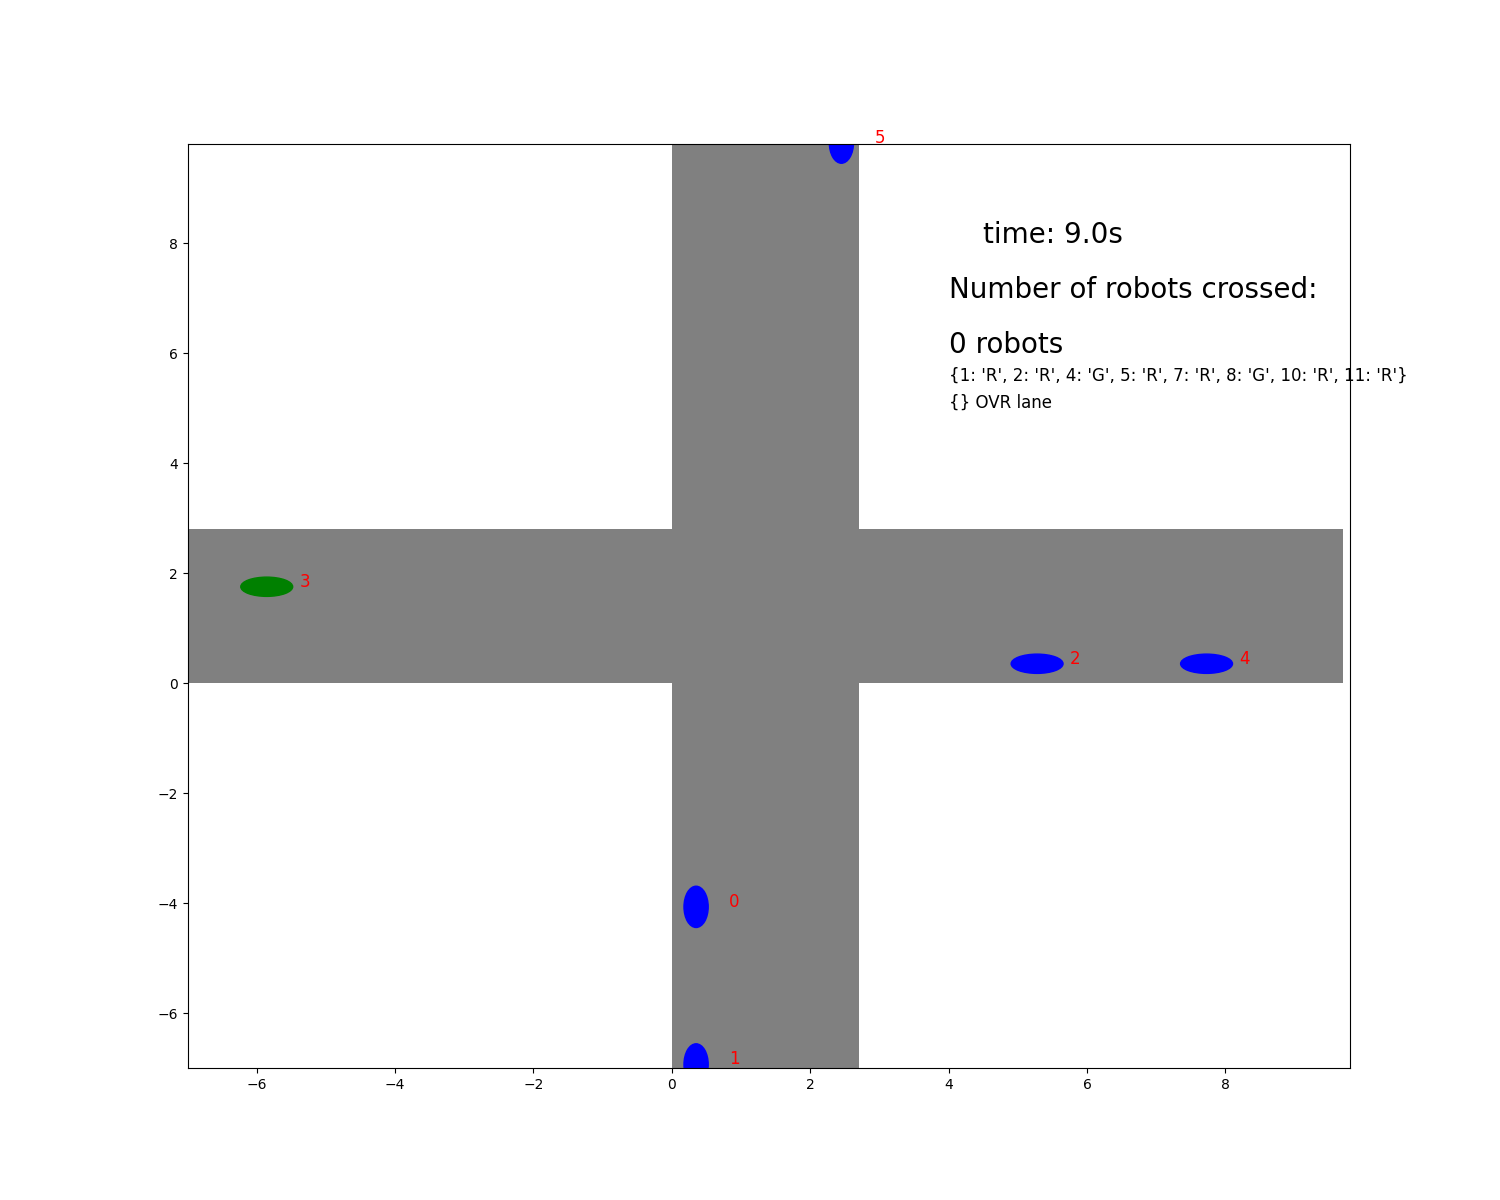 5
time: 9.0s
8
Number of robots crossed:
6
0 robots
{1: 'R', 2: 'R', 4: 'G', 5: 'R', 7: 'R', 8: 'G', 10: 'R', 11: 'R'}
{} OVR lane
4
2
3
2
4
0
−2
0
−4
−6
1
−6 −4 −2 0 2 4 6 8